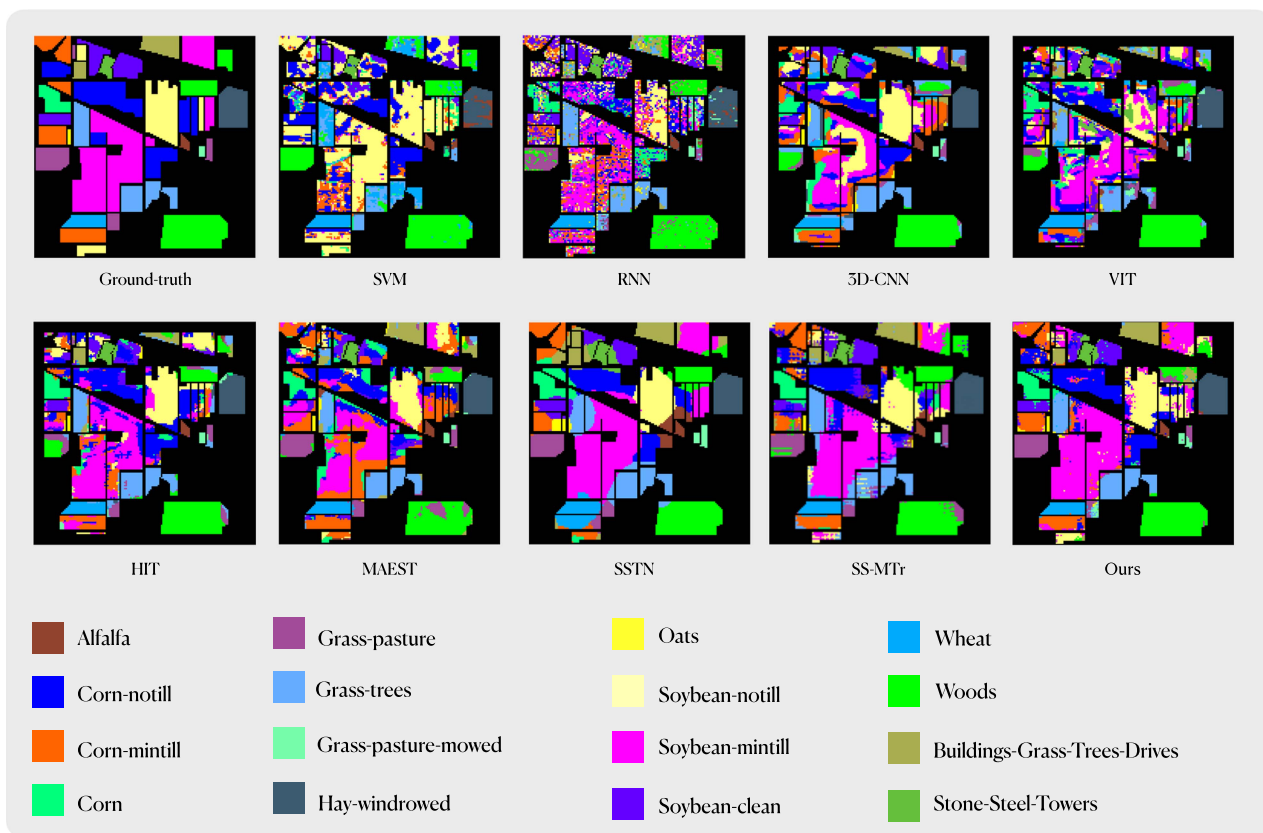 Ground-truth
SVM
RNN
3D-CNN
VIT
HIT
MAEST
SSTN
SS-MTr
Ours
Alfalfa
Grass-pasture
Oats
Wheat
Corn-notill
Grass-trees
Soybean-notill
Woods
Corn-mintill
Grass-pasture-mowed
Soybean-mintill
Buildings-Grass-Trees-Drives
Corn
Hay-windrowed
Soybean-clean
Stone-Steel-Towers